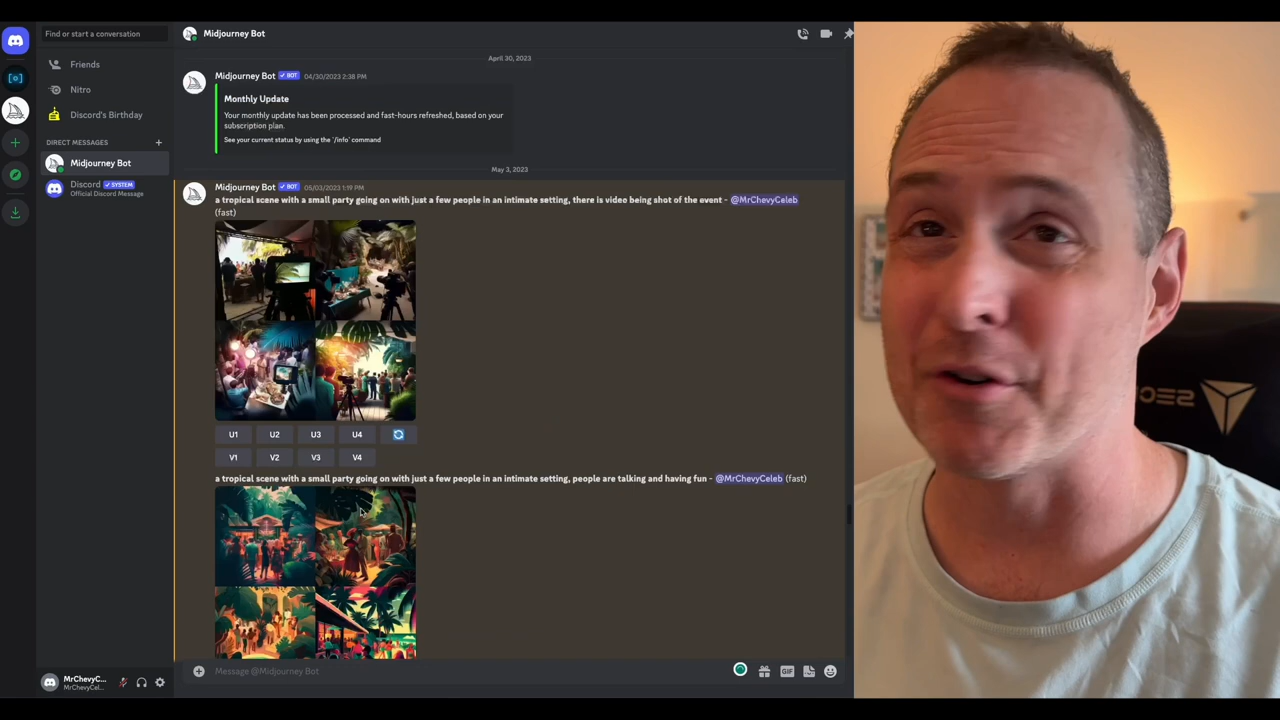 Find or start a conversation
Friends
Nitro
Discord's Birthday
DIRECT MESSAGES
Midjourney Bot
Discord ✓ SYSTEM
Official Discord Message
MrChevyC...
MrChevyCel...
Midjourney Bot
April 30, 2023
Midjourney Bot ✓ BOT 04/30/2023 2:38 PM
Monthly Update
Your monthly update has been processed and fast-hours refreshed, based on your
subscription plan.
See your current status by using the `/info` command
May 3, 2023
Midjourney Bot ✓ BOT 05/03/2023 1:19 PM
a tropical scene with a small party going on with just a few people in an intimate setting, there is video being shot of the event - @MrChevyCeleb
(fast)
U1 U2 U3 U4
V1 V2 V3 V4
a tropical scene with a small party going on with just a few people in an intimate setting, people are talking and having fun - @MrChevyCeleb (fast)
Message @Midjourney Bot
GIF
SEC